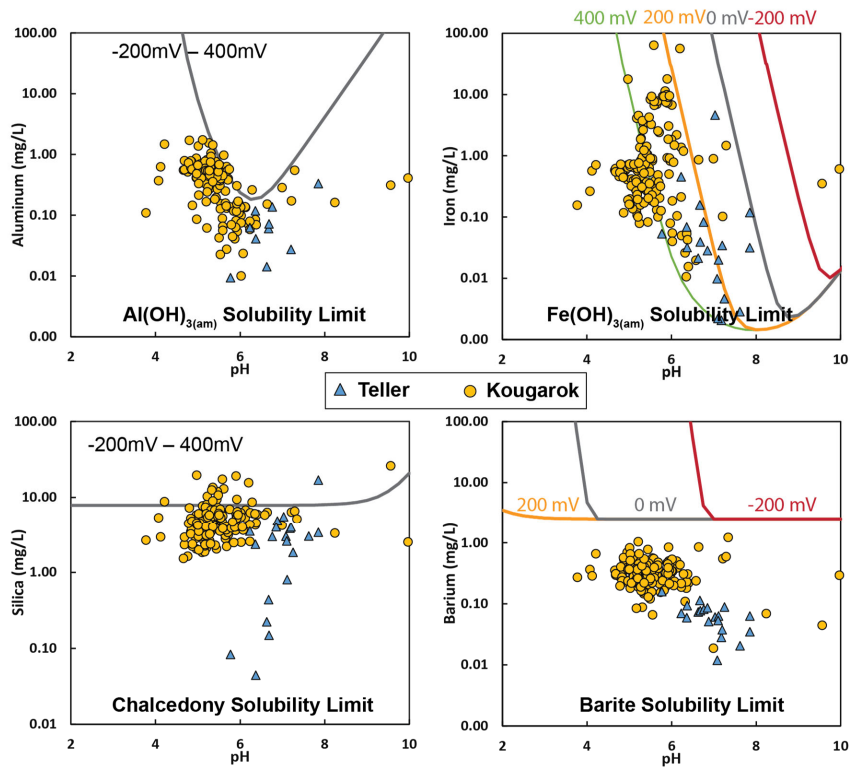 400 mV 200 mV 0 mV -200 mV
100.00
10.00
1.00
0.10
0.01
0.00
Aluminum (mg/L)
-200mV – 400mV
Al(OH)3(am) Solubility Limit
2 4 6 8 10
pH
100.00
10.00
1.00
0.10
0.01
0.00
Iron (mg/L)
Fe(OH)3(am) Solubility Limit
2 4 6 8 10
pH
Teller Kougarok
100.00
10.00
1.00
0.10
0.01
Silica (mg/L)
-200mV – 400mV
Chalcedony Solubility Limit
2 4 6 8 10
pH
100.00
10.00
1.00
0.10
0.01
0.00
Barium (mg/L)
200 mV 0 mV -200 mV
Barite Solubility Limit
2 4 6 8 10
pH